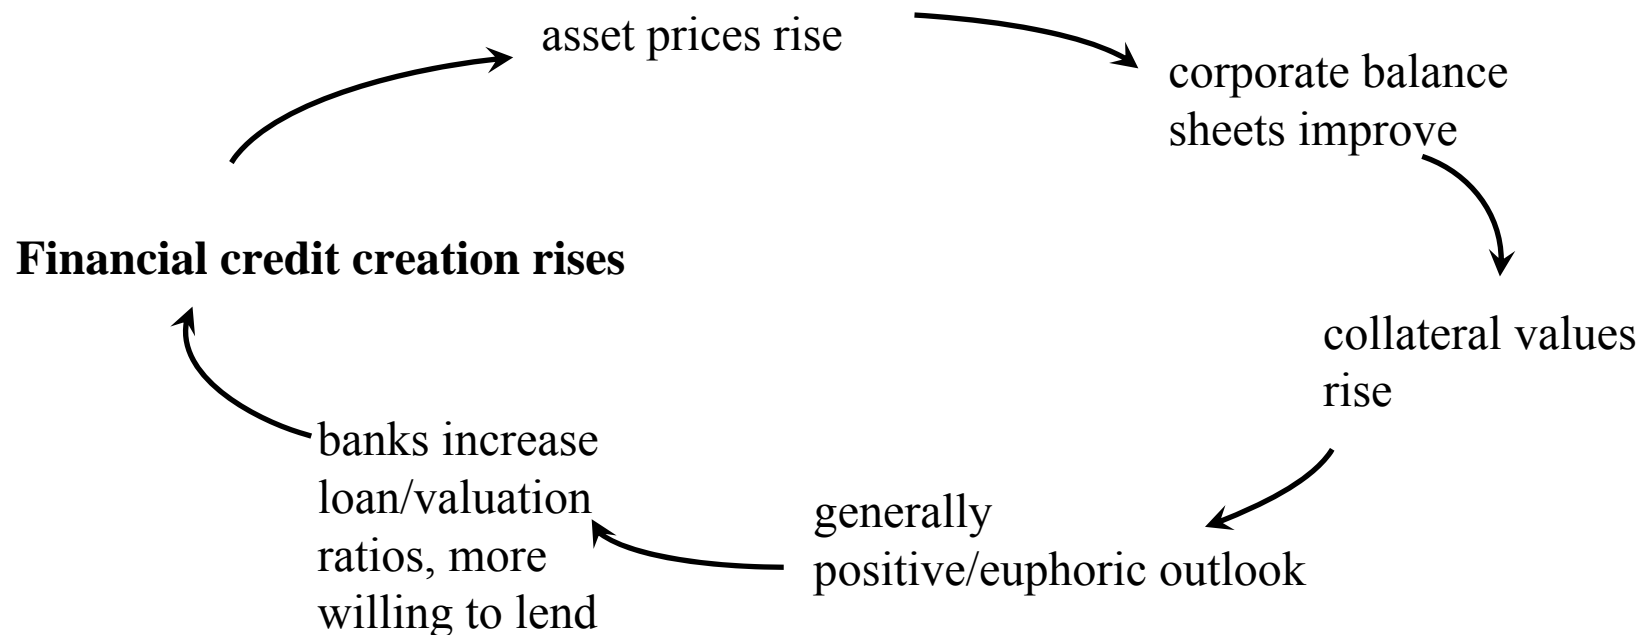 asset prices rise
corporate balance
sheets improve
Financial credit creation rises
collateral values
rise
banks increase
loan/valuation
ratios, more
willing to lend
generally
positive/euphoric outlook